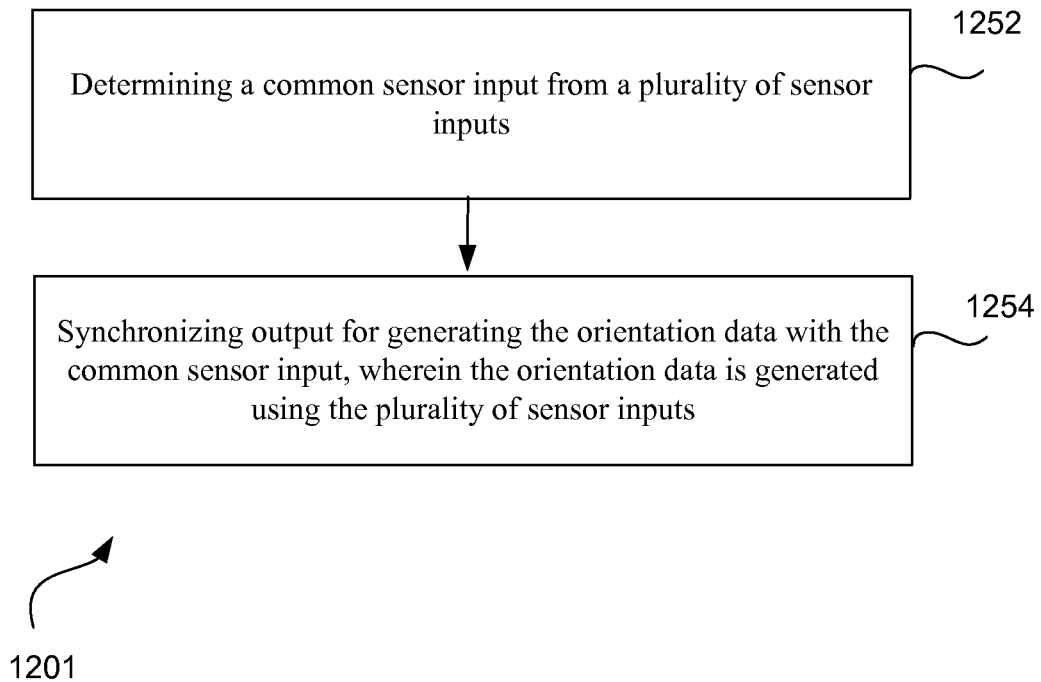 1252
Determining a common sensor input from a plurality of sensor
inputs
1254
Synchronizing output for generating the orientation data with the
common sensor input, wherein the orientation data is generated
using the plurality of sensor inputs
1201